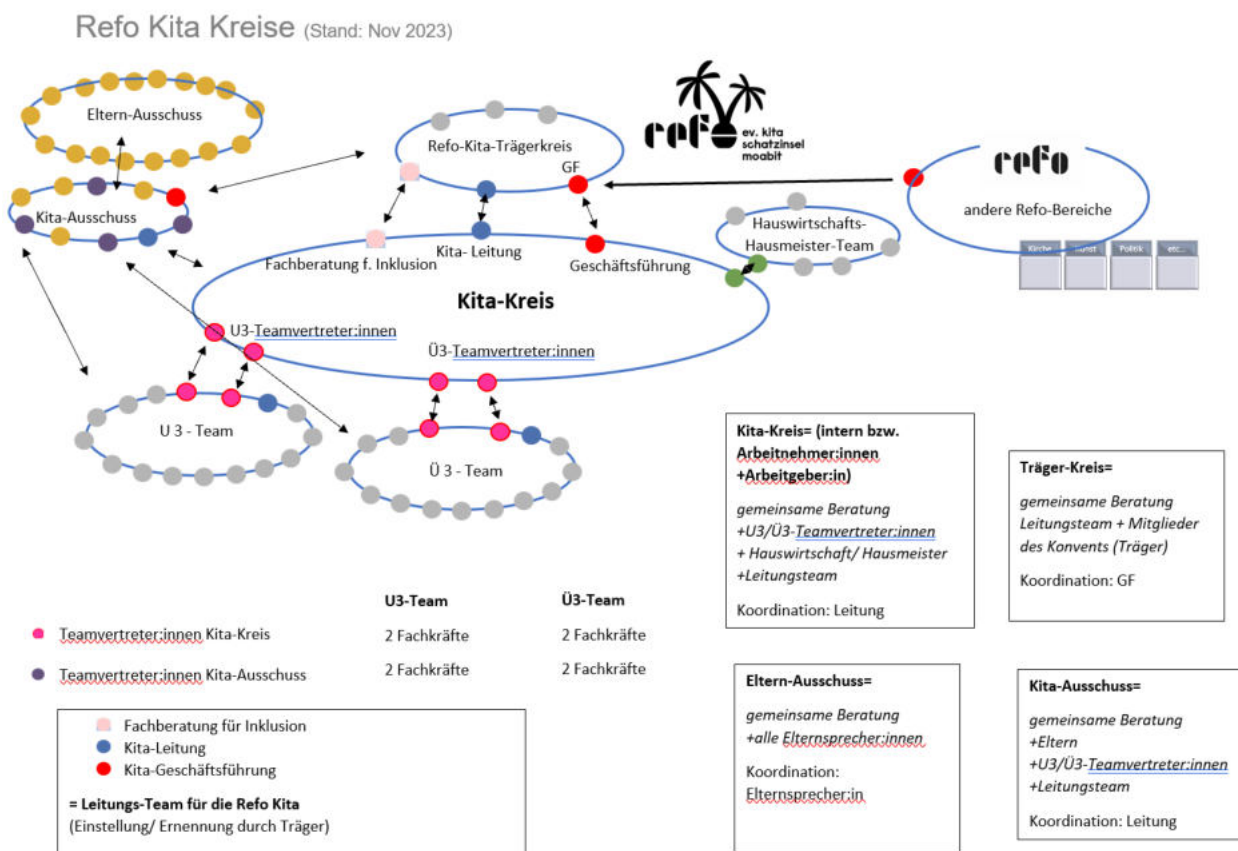 Refo Kita Kreise (Stand: Nov 2023)
Eltern-Ausschuss
Kita-Ausschuss
Refo-Kita-Trägerkreis
GF
refo
ev. kita
schatzinsel
moabit
refo
andere Refo-Bereiche
Kirche
Kunst
Politik
etc...
Hauswirtschafts-
Hausmeister-Team
Fachberatung f. Inklusion
Kita- Leitung
Geschäftsführung
Kita-Kreis
U3-Teamvertreter:innen
Ü3-Teamvertreter:innen
U 3 - Team
Ü 3 - Team
U3-Team
Ü3-Team
Teamvertreter:innen Kita-Kreis
2 Fachkräfte
2 Fachkräfte
Teamvertreter:innen Kita-Ausschuss
2 Fachkräfte
2 Fachkräfte
Fachberatung für Inklusion
Kita-Leitung
Kita-Geschäftsführung
= Leitungs-Team für die Refo Kita
(Einstellung/ Ernennung durch Träger)
Kita-Kreis= (intern bzw.
Arbeitnehmer:innen
+Arbeitgeber:in)
gemeinsame Beratung
+U3/Ü3-Teamvertreter:innen
+ Hauswirtschaft/ Hausmeister
+Leitungsteam
Koordination: Leitung
Träger-Kreis=
gemeinsame Beratung
Leitungsteam + Mitglieder
des Konvents (Träger)
Koordination: GF
Eltern-Ausschuss=
gemeinsame Beratung
+alle Elternsprecher:innen
Koordination:
Elternsprecher:in
Kita-Ausschuss=
gemeinsame Beratung
+Eltern
+U3/Ü3-Teamvertreter:innen
+Leitungsteam
Koordination: Leitung